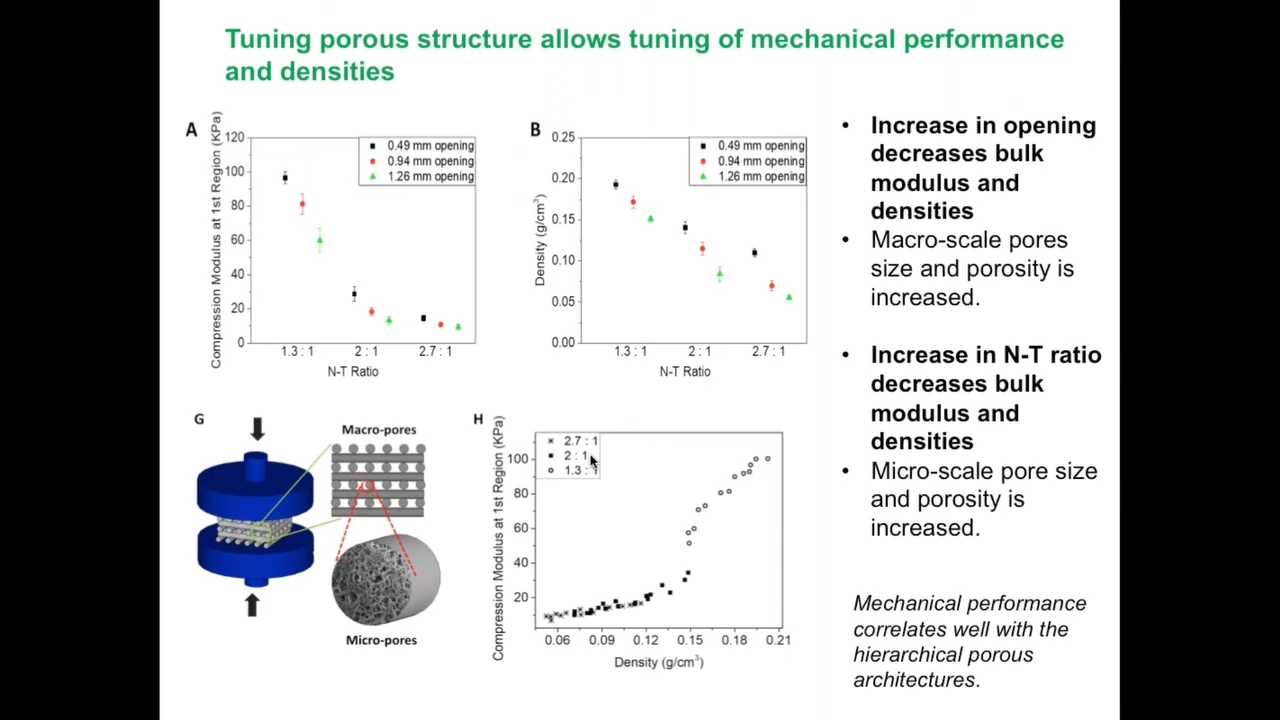 Tuning porous structure allows tuning of mechanical performance
and densities
A
Compression Modulus at 1st Region (KPa)
120
100
80
60
40
20
0
0.49 mm opening
0.94 mm opening
1.26 mm opening
1.3 : 1
2 : 1
2.7 : 1
N-T Ratio
B
Density (g/cm³)
0.25
0.20
0.15
0.10
0.05
0.00
0.49 mm opening
0.94 mm opening
1.26 mm opening
1.3 : 1
2 : 1
2.7 : 1
N-T Ratio
• Increase in opening
decreases bulk
modulus and
densities
• Macro-scale pores
size and porosity is
increased.
• Increase in N-T ratio
decreases bulk
modulus and
densities
• Micro-scale pore size
and porosity is
increased.
Mechanical performance
correlates well with the
hierarchical porous
architectures.
G
Macro-pores
Micro-pores
H
Compression Modulus at 1st Region (KPa)
100
80
60
40
20
2.7 : 1
2 : 1
1.3 : 1
0.06
0.09
0.12
0.15
0.18
0.21
Density (g/cm³)